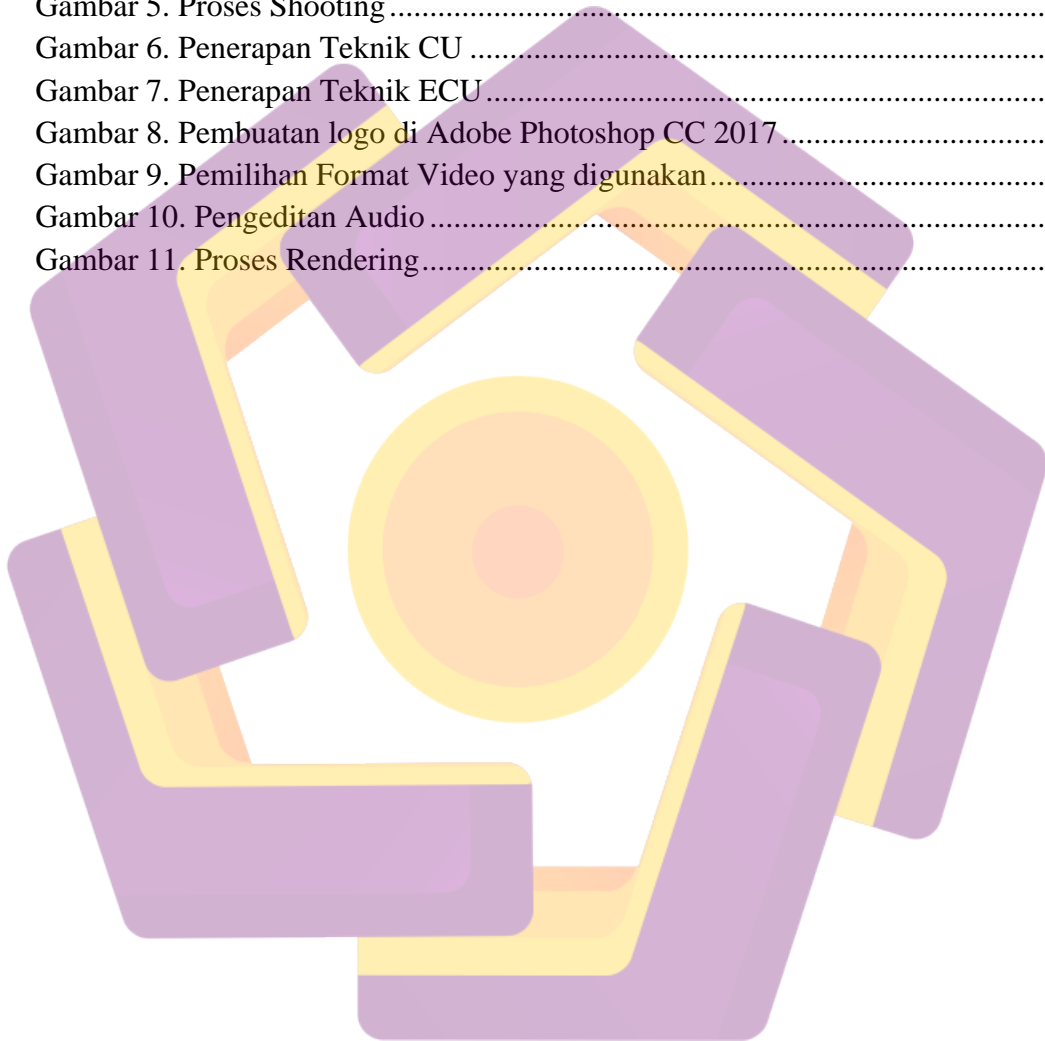 Gambar 5. Proses Shooting........................................................................................
Gambar 6. Penerapan Teknik CU ..............................................................................
Gambar 7. Penerapan Teknik ECU............................................................................
Gambar 8. Pembuatan logo di Adobe Photoshop CC 2017 ......................................
Gambar 9. Pemilihan Format Video yang digunakan...............................................
Gambar 10. Pengeditan Audio ...................................................................................
Gambar 11. Proses Rendering....................................................................................